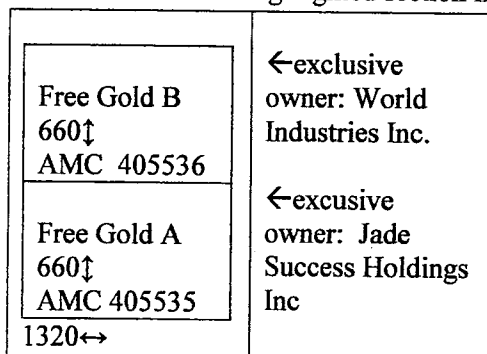 Free Gold B
660↕
AMC 405536
←exclusive
owner: World
Industries Inc.
Free Gold A
660↕
AMC 405535
1320↔
←excusive
owner: Jade
Success Holdings
Inc